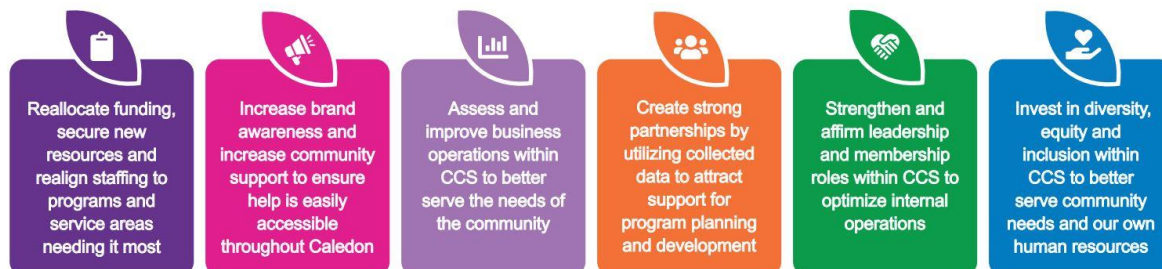 Reallocate funding,
secure new
resources and
realign staffing to
programs and
service areas
needing it most
Increase brand
awareness and
increase community
support to ensure
help is easily
accessible
throughout Caledon
Assess and
improve business
operations within
CCS to better
serve the needs of
the community
Create strong
partnerships by
utilizing collected
data to attract
support for
program planning
and development
Strengthen and
affirm leadership
and membership
roles within CCS to
optimize internal
operations
Invest in diversity,
equity and
inclusion within
CCS to better
serve community
needs and our own
human resources